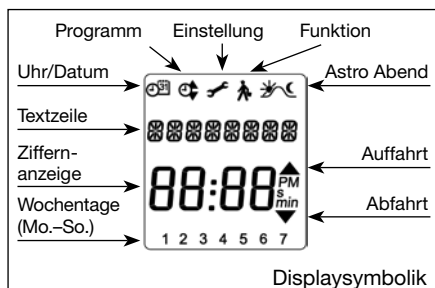 Programm Einstellung Funktion
Uhr/Datum
Astro Abend
31
Textzeile
Ziffern-
anzeige
88:88
PM
s
min
Auffahrt
Abfahrt
Wochentage
(Mo.–So.)
1 2 3 4 5 6 7
Displaysymbolik